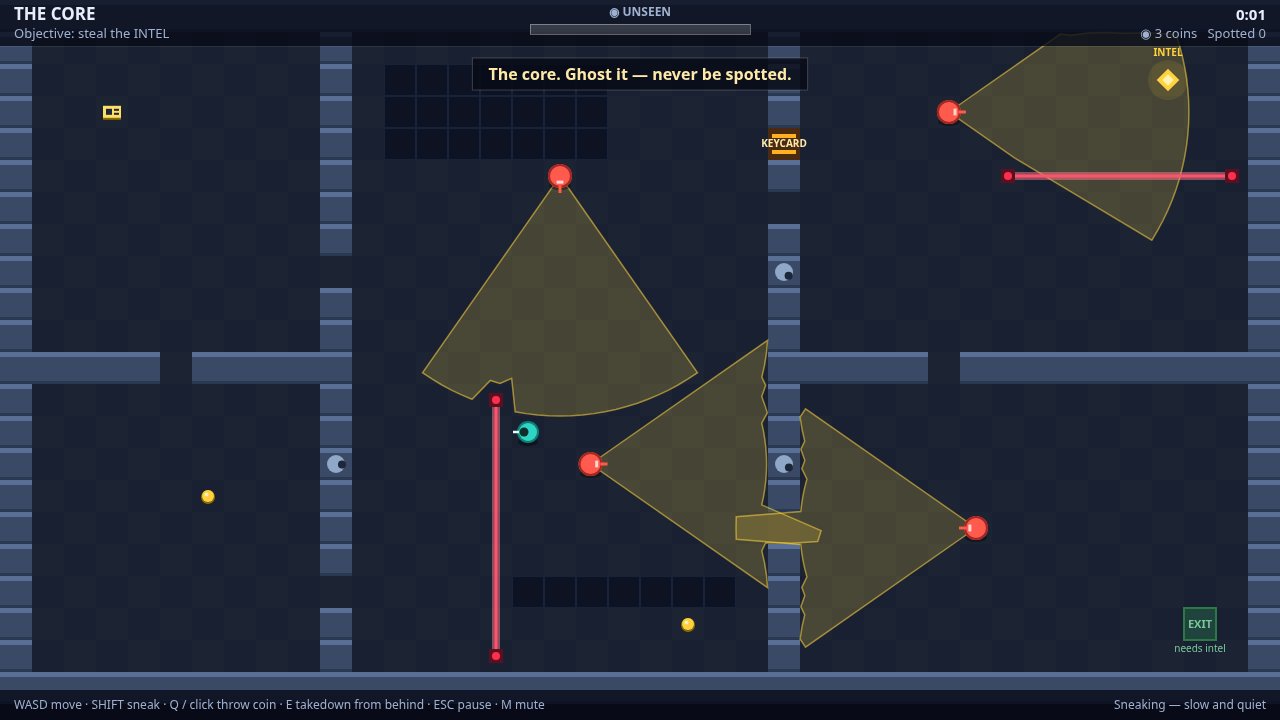 THE CORE
◉ UNSEEN
0:01
Objective: steal the INTEL
◉ 3 coins Spotted 0
INTEL
The core. Ghost it — never be spotted.
KEYCARD
EXIT
needs intel
WASD move · SHIFT sneak · Q / click throw coin · E takedown from behind · ESC pause · M mute
Sneaking — slow and quiet